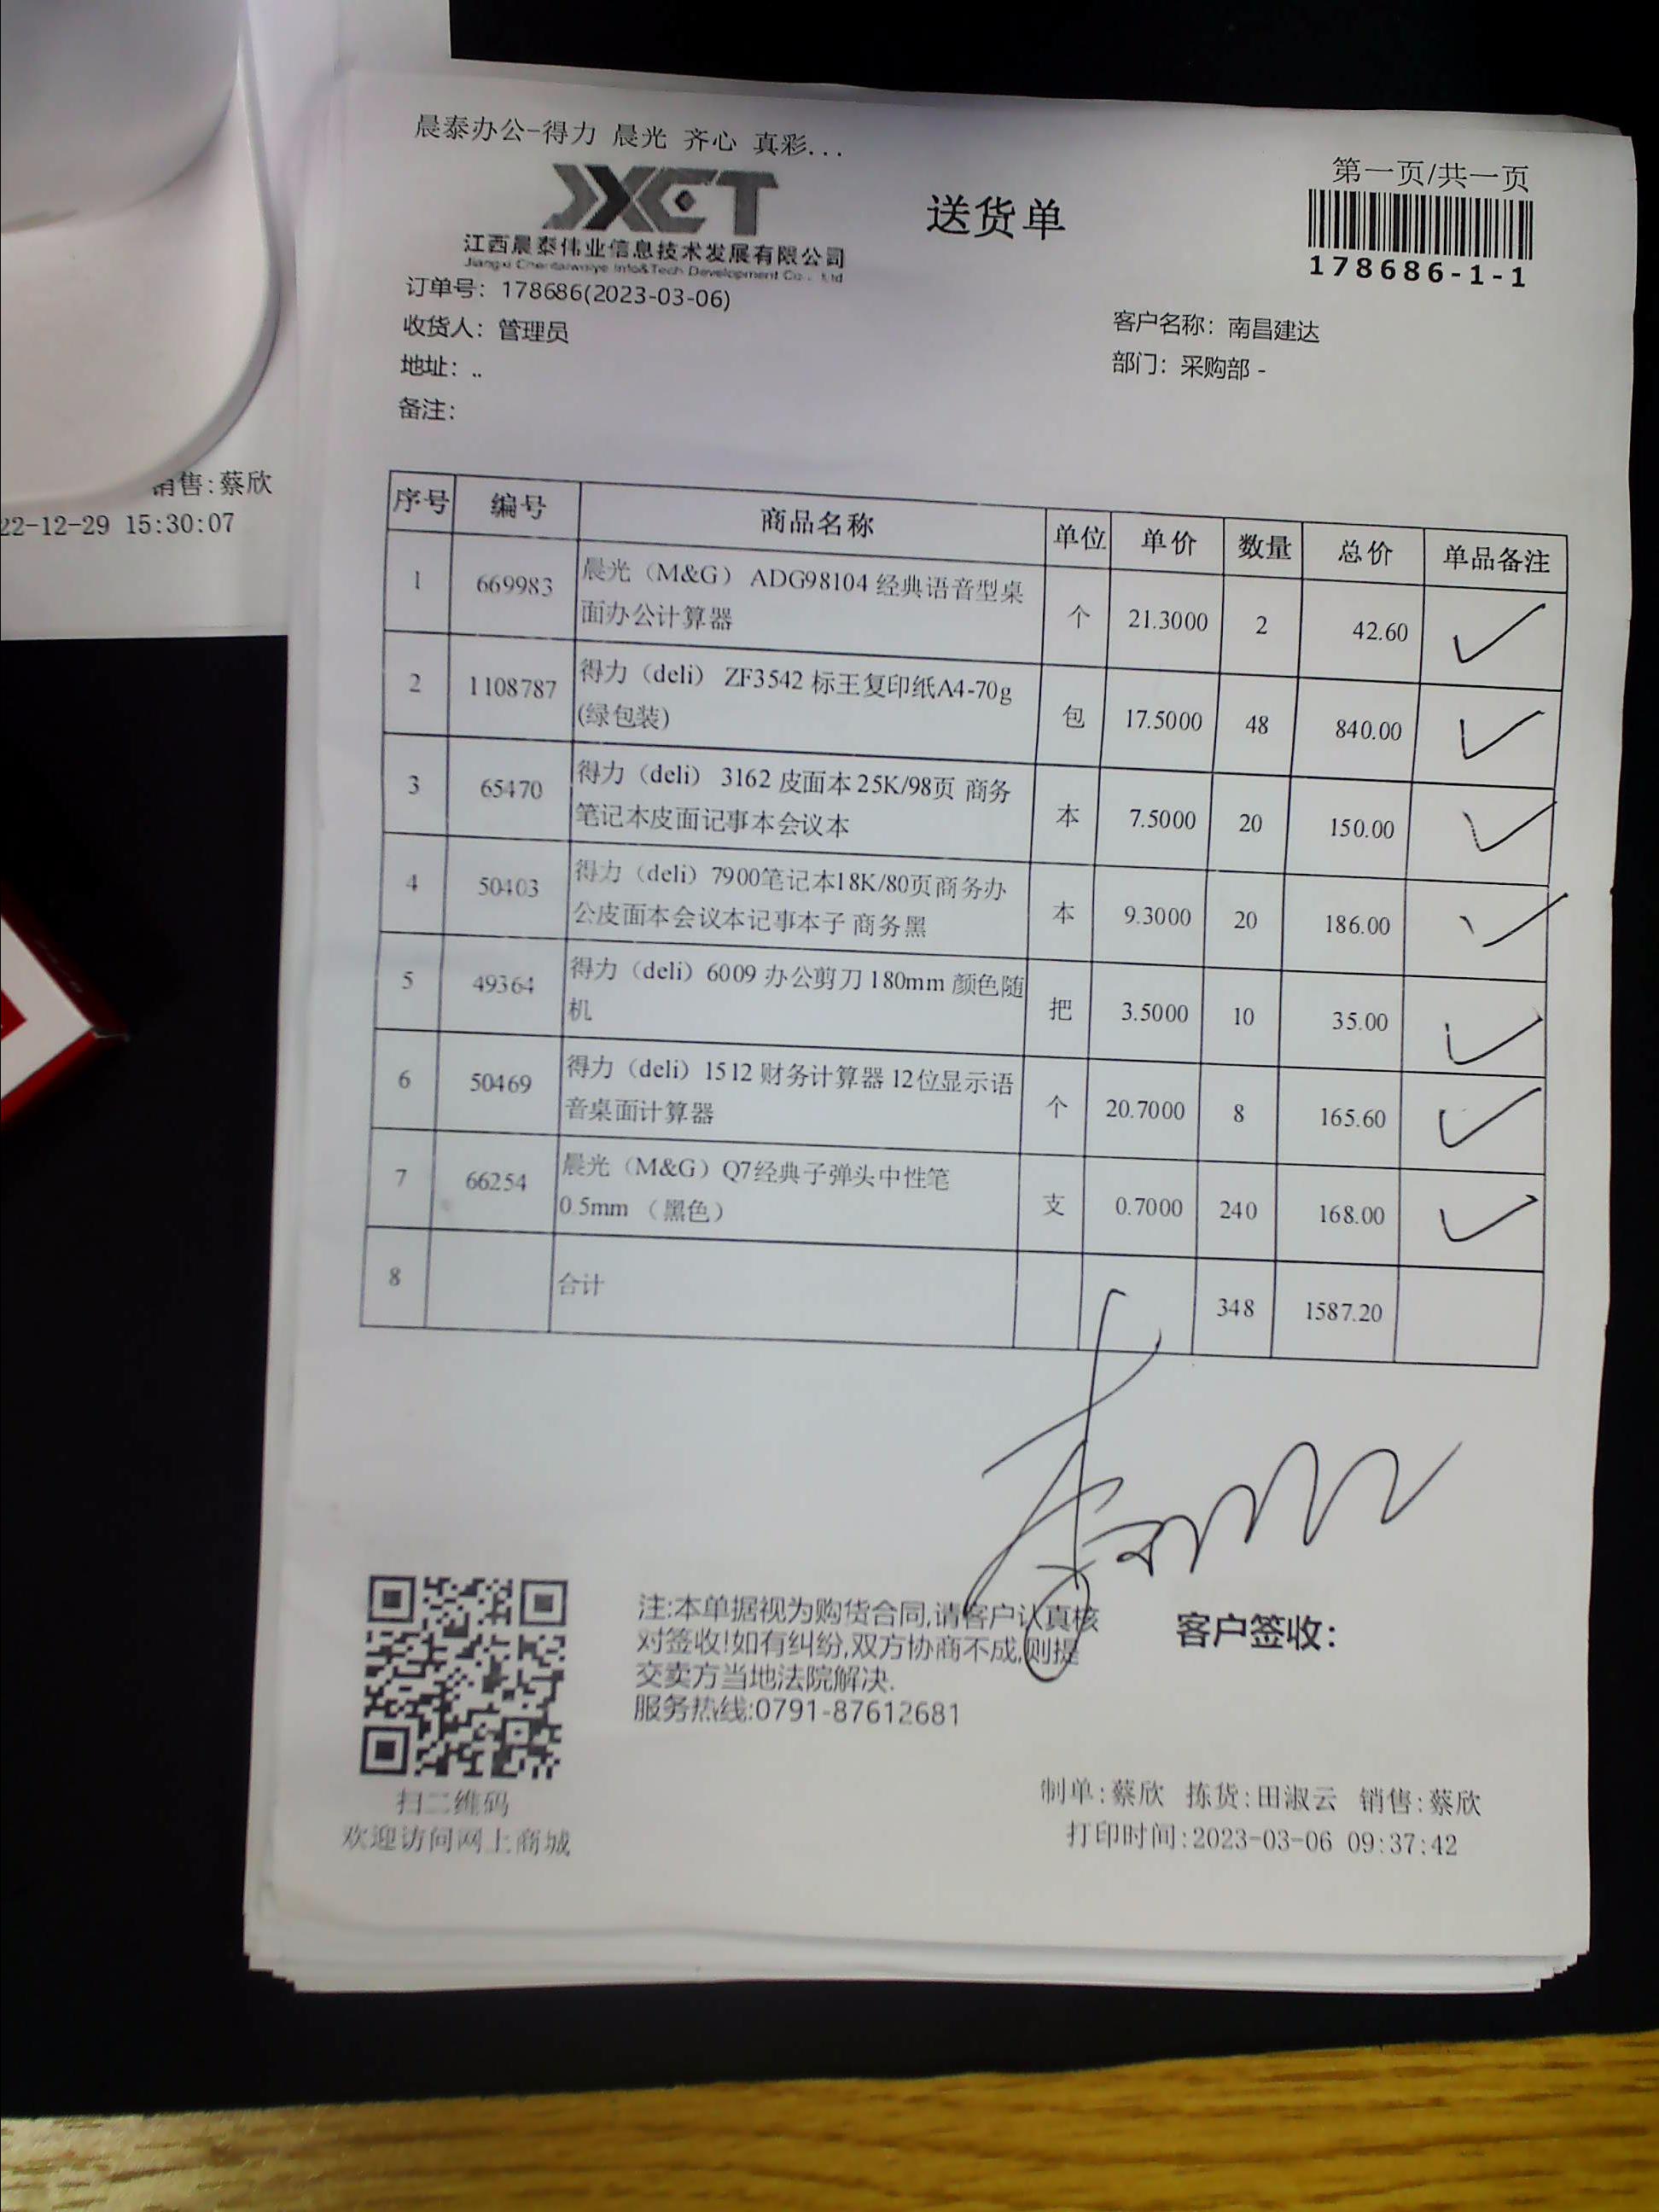 晨泰办公-得力 晨光 齐心 真彩...
第一页/共一页
JXCT
送货单
江西晨泰伟业信息技术发展有限公司
Jiangxi Chentaiweiye Info&Tech Development Co., Ltd
178686-1-1
订单号：178686(2023-03-06)
收货人：管理员
客户名称：南昌建达
地址：..
部门：采购部 -
备注：
序号 编号 商品名称 单位 单价 数量 总价 单品备注
1 669983 晨光（M&G） ADG98104 经典语音型桌
面办公计算器 个 21.3000 2 42.60 ✓
2 1108787 得力（deli） ZF3542 标王复印纸A4-70g
(绿包装) 包 17.5000 48 840.00 ✓
3 65470 得力（deli） 3162 皮面本 25K/98页 商务
笔记本皮面记事本会议本 本 7.5000 20 150.00 ✓
4 50403 得力（deli）7900笔记本18K/80页商务办
公皮面本会议本记事本子 商务黑 本 9.3000 20 186.00 ✓
5 49364 得力（deli）6009 办公剪刀 180mm 颜色随
机 把 3.5000 10 35.00 ✓
6 50469 得力（deli）1512 财务计算器 12位显示语
音桌面计算器 个 20.7000 8 165.60 ✓
7 66254 晨光（M&G）Q7经典子弹头中性笔
0.5mm （黑色） 支 0.7000 240 168.00 ✓
8 合计 348 1587.20
注:本单据视为购货合同,请客户认真核
对签收!如有纠纷,双方协商不成,则提
交卖方当地法院解决.
服务热线:0791-87612681
客户签收：
扫二维码
欢迎访问网上商城
制单:蔡欣 拣货:田淑云 销售:蔡欣
打印时间:2023-03-06 09:37:42
销售:蔡欣
22-12-29 15:30:07